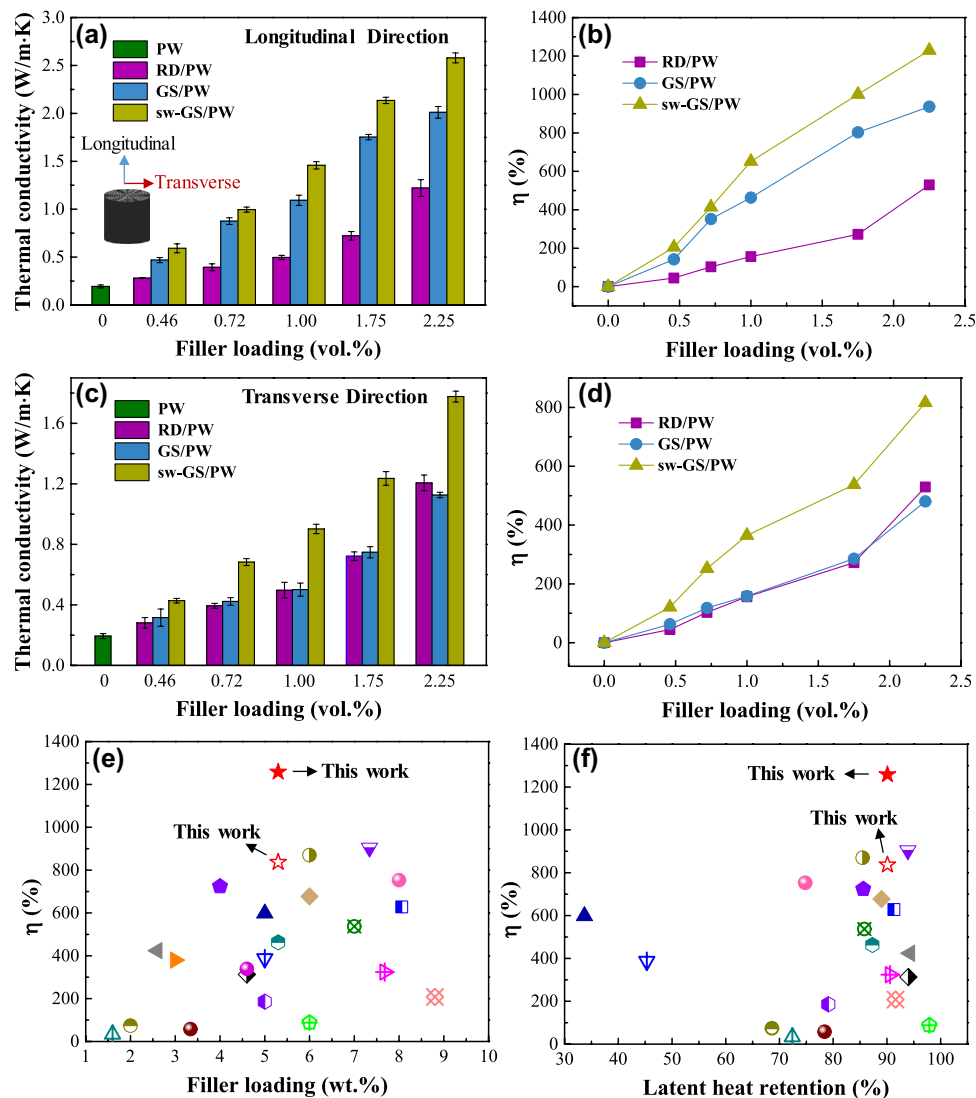 (a)
Longitudinal Direction
PW
RD/PW
GS/PW
sw-GS/PW
Longitudinal
Transverse
Thermal conductivity (W/m·K)
3.0
2.5
2.0
1.5
1.0
0.5
0.0
0 0.46 0.72 1.00 1.75 2.25
Filler loading (vol.%)
(b)
RD/PW
GS/PW
sw-GS/PW
η (%)
1400
1200
1000
800
600
400
200
0
0.0 0.5 1.0 1.5 2.0 2.5
Filler loading (vol.%)
(c)
Transverse Direction
PW
RD/PW
GS/PW
sw-GS/PW
Thermal conductivity (W/m·K)
1.6
1.2
0.8
0.4
0.0
0 0.46 0.72 1.00 1.75 2.25
Filler loading (vol.%)
(d)
RD/PW
GS/PW
sw-GS/PW
η (%)
800
600
400
200
0
0.0 0.5 1.0 1.5 2.0 2.5
Filler loading (vol.%)
(e)
This work
This work
η (%)
1400
1200
1000
800
600
400
200
0
1 2 3 4 5 6 7 8 9 10
Filler loading (wt.%)
(f)
This work
This work
η (%)
1400
1200
1000
800
600
400
200
0
30 40 50 60 70 80 90 100
Latent heat retention (%)